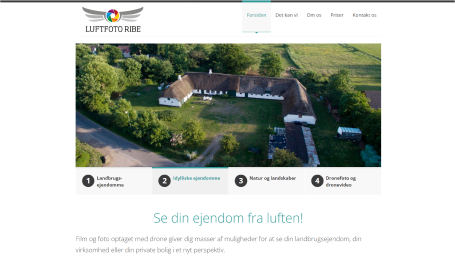 LUFTFOTO RIBE
Forsiden Det kan vi Om os Priser Kontakt os
1 Landbrugs-
ejendomme
2 Idylliske ejendomme
3 Natur og landskaber
4 Dronefoto og
dronevideo
Se din ejendom fra luften!
Film og foto optaget med drone giver dig masser af muligheder for at se din landbrugsejendom, din
virksomhed eller din private bolig i et nyt perspektiv.